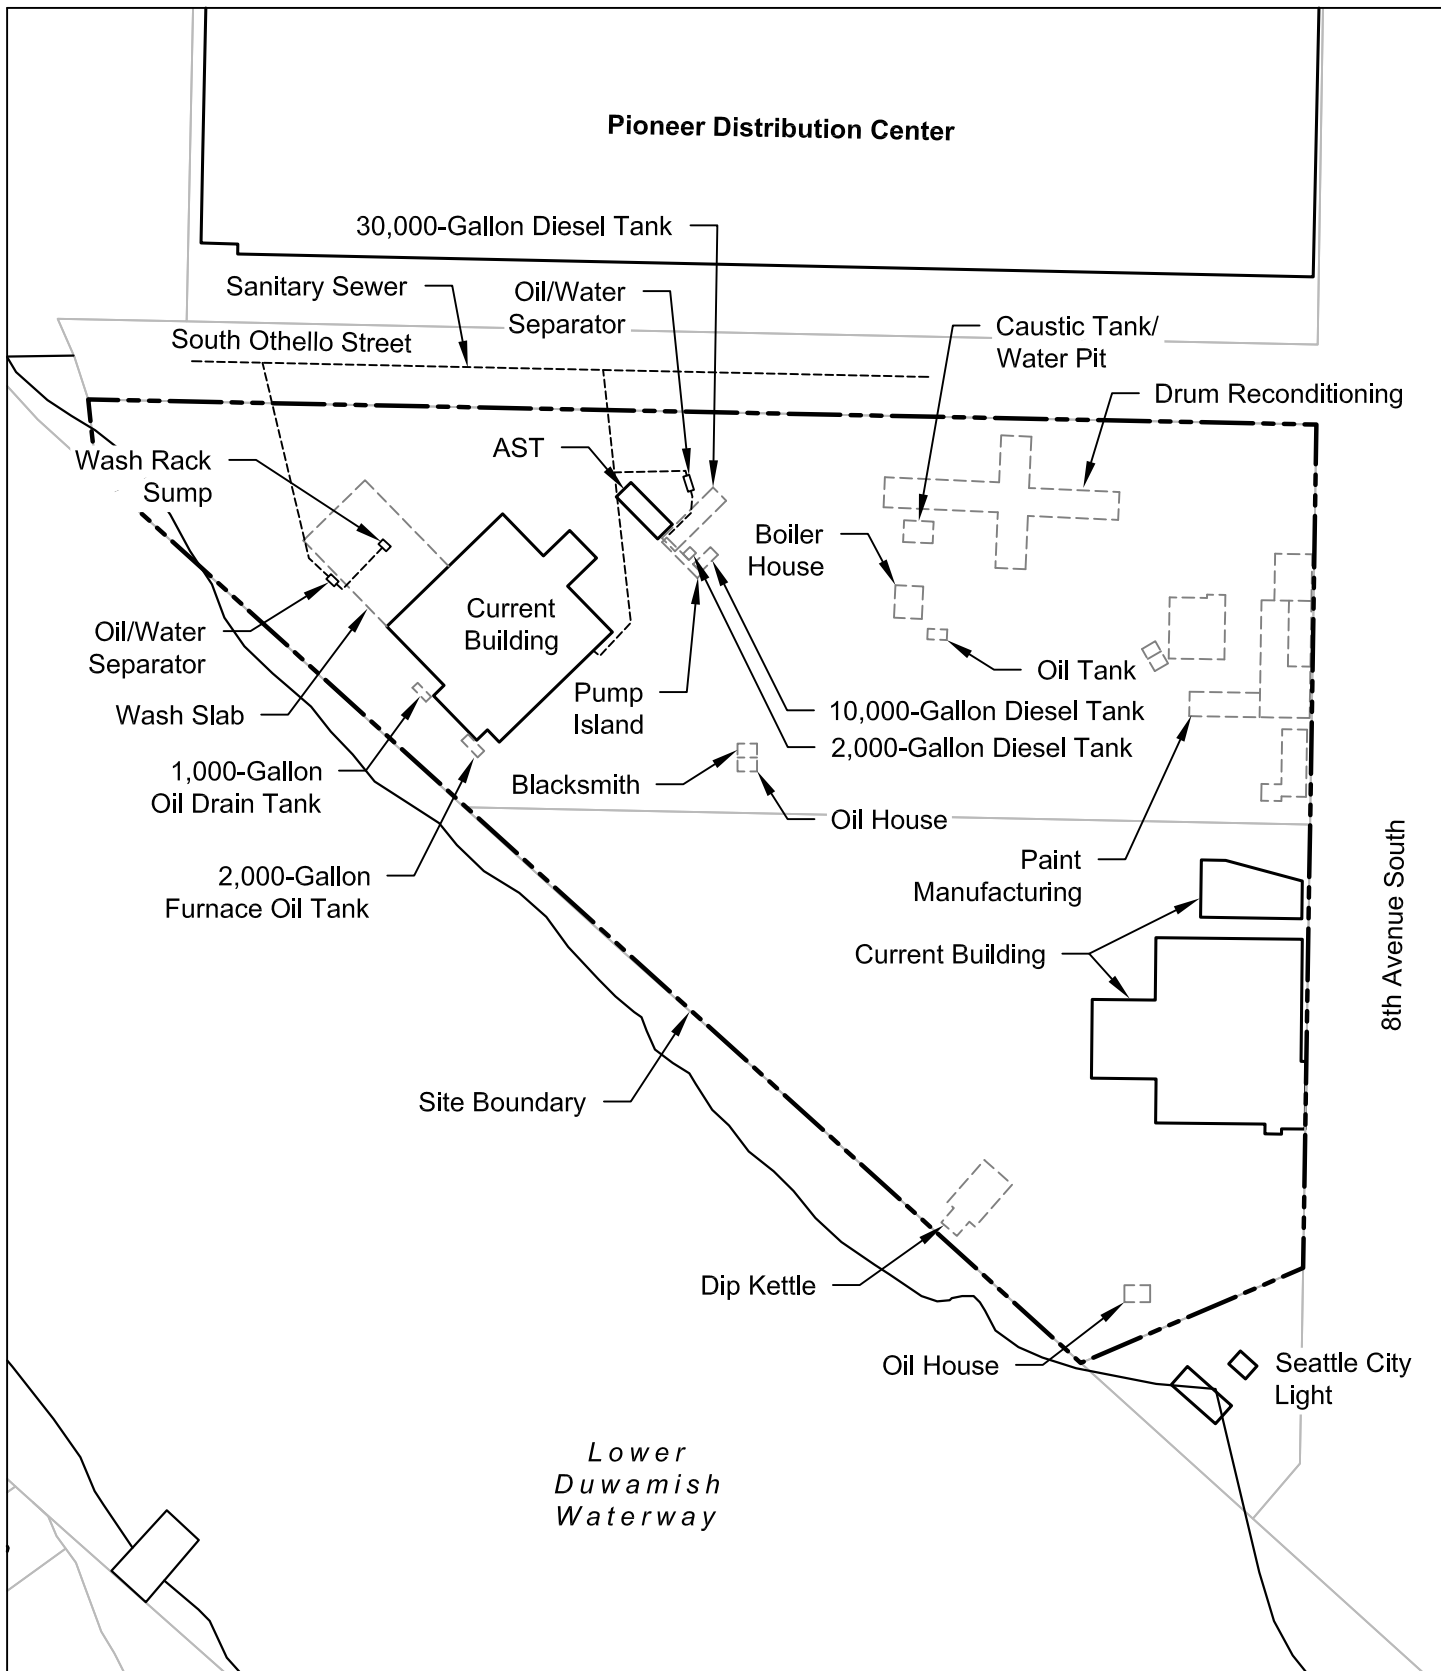 Pioneer Distribution Center
30,000-Gallon Diesel Tank
Sanitary Sewer
Oil/Water
Separator
South Othello Street
Caustic Tank/
Water Pit
Drum Reconditioning
AST
Wash Rack
Sump
Boiler
House
Current
Building
Oil/Water
Separator
Oil Tank
Wash Slab
Pump
Island
10,000-Gallon Diesel Tank
2,000-Gallon Diesel Tank
1,000-Gallon
Oil Drain Tank
Blacksmith
Oil House
2,000-Gallon
Furnace Oil Tank
Paint
Manufacturing
8th Avenue South
Current Building
Site Boundary
Dip Kettle
Oil House
Seattle City
Light
Lower
Duwamish
Waterway